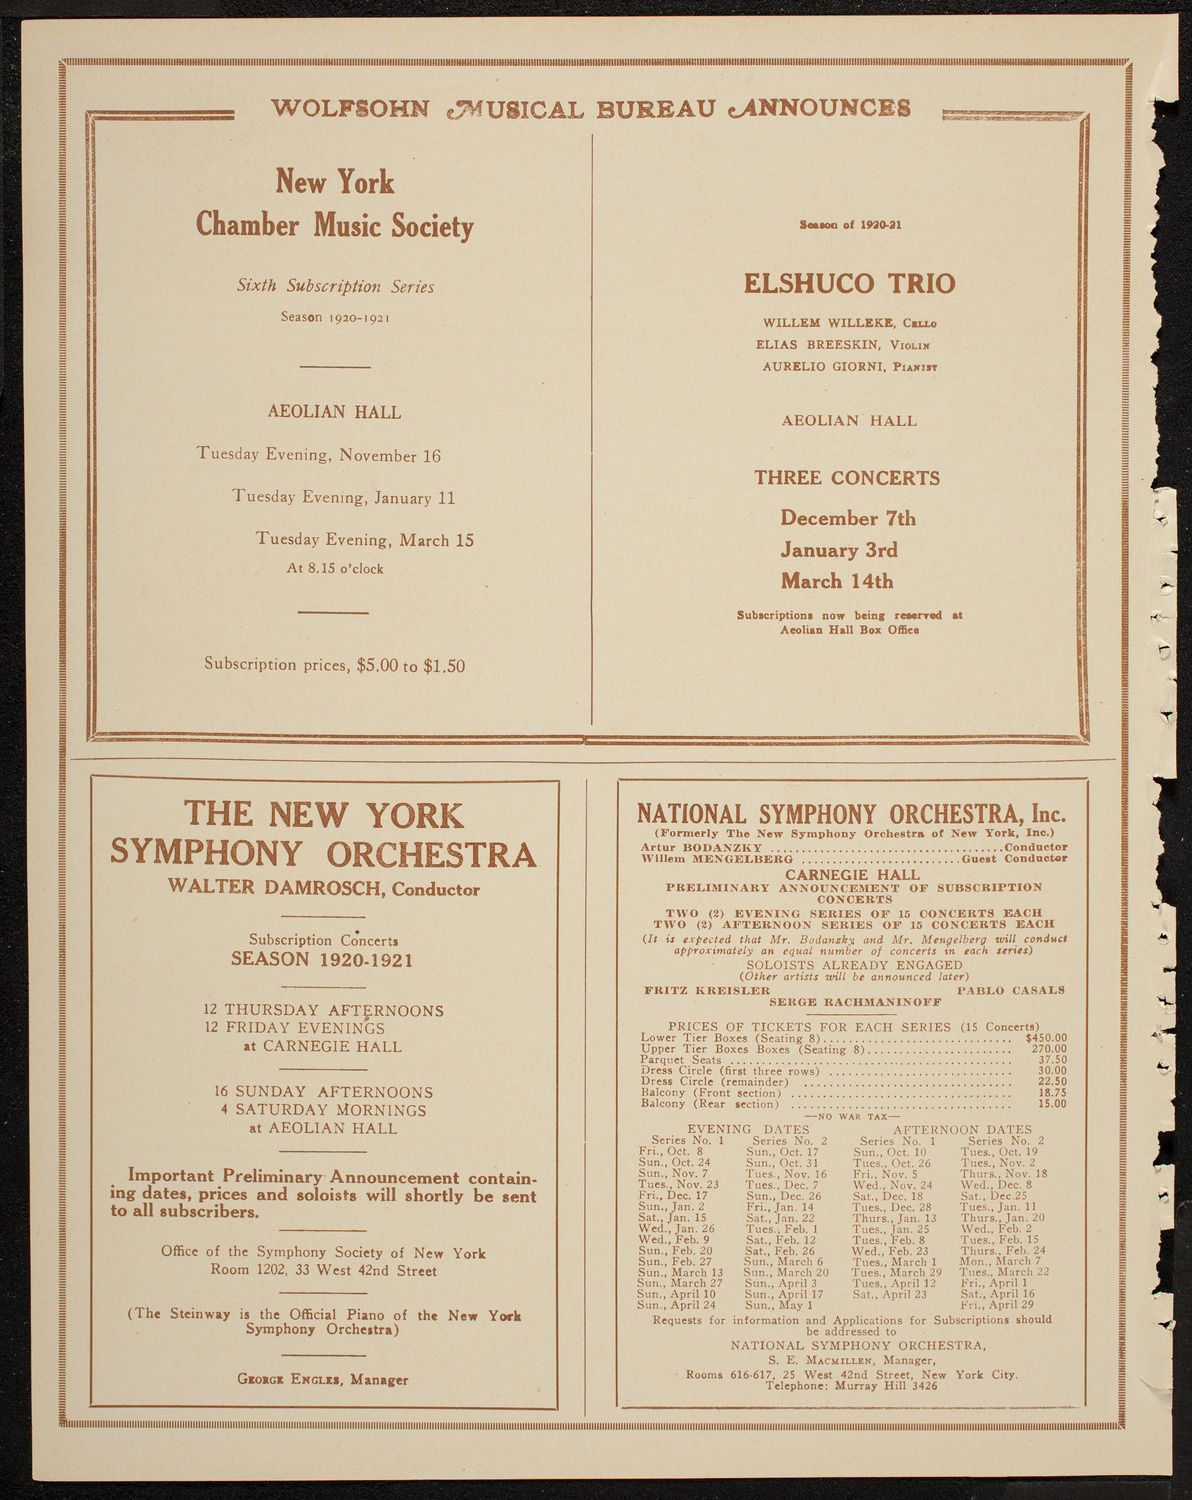 WOLFSOHN MUSICAL BUREAU ANNOUNCES
New York
Chamber Music Society
Sixth Subscription Series
Season 1920-1921
AEOLIAN HALL
Tuesday Evening, November 16
Tuesday Evening, January 11
Tuesday Evening, March 15
At 8.15 o'clock
Subscription prices, $5.00 to $1.50
Season of 1920-21
ELSHUCO TRIO
WILLEM WILLEKE, CELLO
ELIAS BREESKIN, VIOLIN
AURELIO GIORNI, PIANIST
AEOLIAN HALL
THREE CONCERTS
December 7th
January 3rd
March 14th
Subscriptions now being reserved at
Aeolian Hall Box Office
THE NEW YORK
SYMPHONY ORCHESTRA
WALTER DAMROSCH, Conductor
Subscription Concerts
SEASON 1920-1921
12 THURSDAY AFTERNOONS
12 FRIDAY EVENINGS
at CARNEGIE HALL
16 SUNDAY AFTERNOONS
4 SATURDAY MORNINGS
at AEOLIAN HALL
Important Preliminary Announcement contain-
ing dates, prices and soloists will shortly be sent
to all subscribers.
Office of the Symphony Society of New York
Room 1202, 33 West 42nd Street
(The Steinway is the Official Piano of the New York
Symphony Orchestra)
GEORGE ENGLES, Manager
NATIONAL SYMPHONY ORCHESTRA, Inc.
(Formerly The New Symphony Orchestra of New York, Inc.)
Artur BODANZKY ................................Conductor
Willem MENGELBERG ......................Guest Conductor
CARNEGIE HALL
PRELIMINARY ANNOUNCEMENT OF SUBSCRIPTION
CONCERTS
TWO (2) EVENING SERIES OF 15 CONCERTS EACH
TWO (2) AFTERNOON SERIES OF 15 CONCERTS EACH
(It is expected that Mr. Bodanzky and Mr. Mengelberg will conduct
approximately an equal number of concerts in each series)
SOLOISTS ALREADY ENGAGED
(Other artists will be announced later)
FRITZ KREISLER PABLO CASALS
SERGE RACHMANINOFF
PRICES OF TICKETS FOR EACH SERIES (15 Concerts)
Lower Tier Boxes (Seating 8)............................ $450.00
Upper Tier Boxes Boxes (Seating 8)..................... 270.00
Parquet Seats ......................................... 37.50
Dress Circle (first three rows) ........................... 30.00
Dress Circle (remainder) ............................... 22.50
Balcony (Front section) ................................. 18.75
Balcony (Rear section) ................................. 15.00
—NO WAR TAX—
EVENING DATES AFTERNOON DATES
Series No. 1 Series No. 2 Series No. 1 Series No. 2
Fri., Oct. 8 Sun., Oct. 17 Sun., Oct. 10 Tues., Oct. 19
Sun., Oct. 24 Sun., Oct. 31 Tues., Oct. 26 Tues., Nov. 2
Sun., Nov. 7 Tues., Nov. 16 Fri., Nov. 5 Thurs., Nov. 18
Tues., Nov. 23 Tues., Dec. 7 Wed., Nov. 24 Wed., Dec. 8
Fri., Dec. 17 Sun., Dec. 26 Sat., Dec. 18 Sat., Dec.25
Sun., Jan. 2 Fri., Jan. 14 Tues., Dec. 28 Tues., Jan. 11
Sat., Jan. 15 Sat., Jan. 22 Thurs., Jan. 13 Thurs., Jan. 20
Wed., Jan. 26 Tues., Feb. 1 Tues., Jan. 25 Wed., Feb. 2
Wed., Feb. 9 Sat., Feb. 12 Tues., Feb. 8 Tues., Feb. 15
Sun., Feb. 20 Sat., Feb. 26 Wed., Feb. 23 Thurs., Feb. 24
Sun., Feb. 27 Sun., March 6 Tues., March 1 Mon., March 7
Sun., March 13 Sun., March 20 Tues., March 29 Tues., March 22
Sun., March 27 Sun., April 3 Tues., April 12 Fri., April 1
Sun., April 10 Sun., April 17 Sat., April 23 Sat., April 16
Sun., April 24 Sun., May 1 Fri., April 29
Requests for information and Applications for Subscriptions should
be addressed to
NATIONAL SYMPHONY ORCHESTRA,
S. E. MACMILLEN, Manager,
Rooms 616-617, 25 West 42nd Street, New York City.
Telephone: Murray Hill 3426